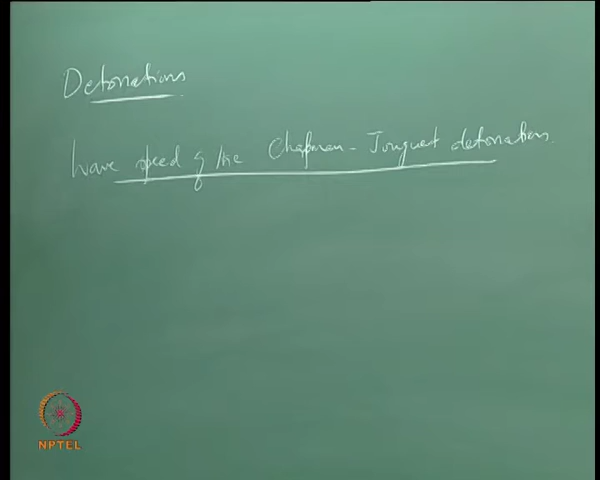 Detonations
Wave speed of the Chapman - Jouguet detonation.
NPTEL